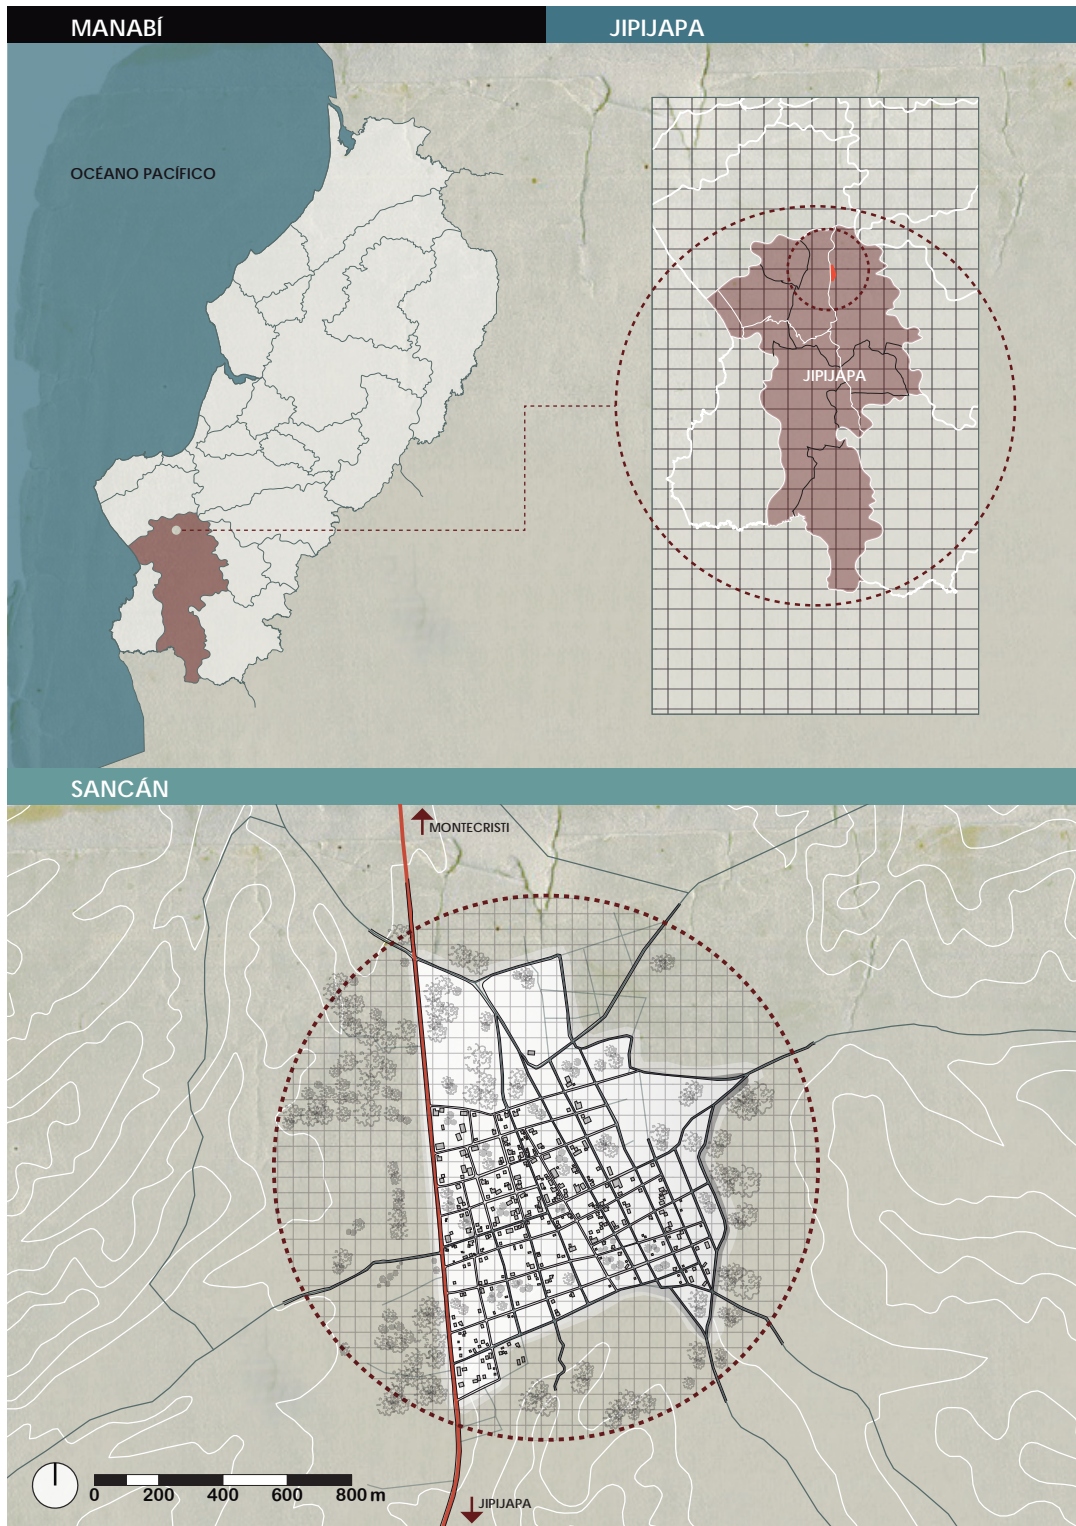 MANABÍ
JIPIJAPA
OCÉANO PACÍFICO
JIPIJAPA
SANCÁN
MONTECRISTI
0 200 400 600 800 m
JIPIJAPA